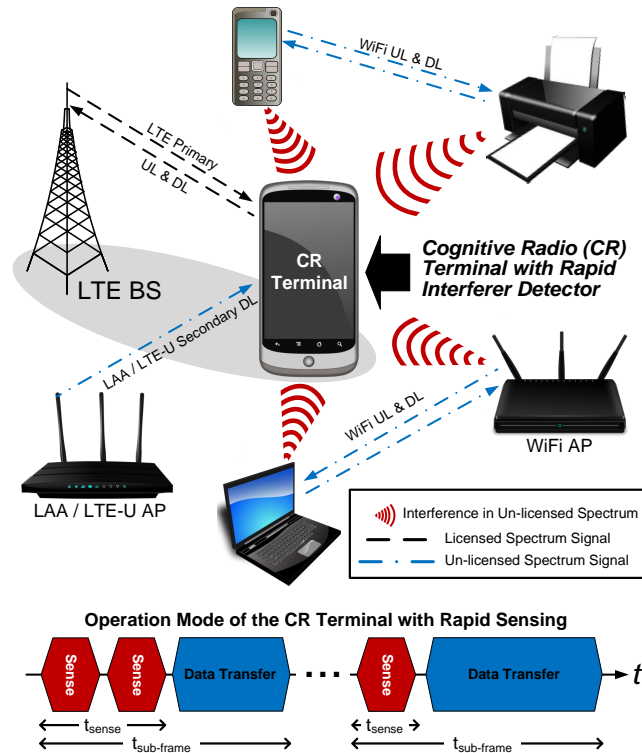 WiFi UL & DL
LTE Primary
UL & DL
CR
Terminal
Cognitive Radio (CR)
Terminal with Rapid
Interferer Detector
LTE BS
LAA / LTE-U Secondary DL
WiFi UL & DL
WiFi AP
LAA / LTE-U AP
Interference in Un-licensed Spectrum
Licensed Spectrum Signal
Un-licensed Spectrum Signal
Operation Mode of the CR Terminal with Rapid Sensing
Sense
Sense
Data Transfer
...
Sense
Data Transfer
t
tsense
tsense
tsub-frame
tsub-frame